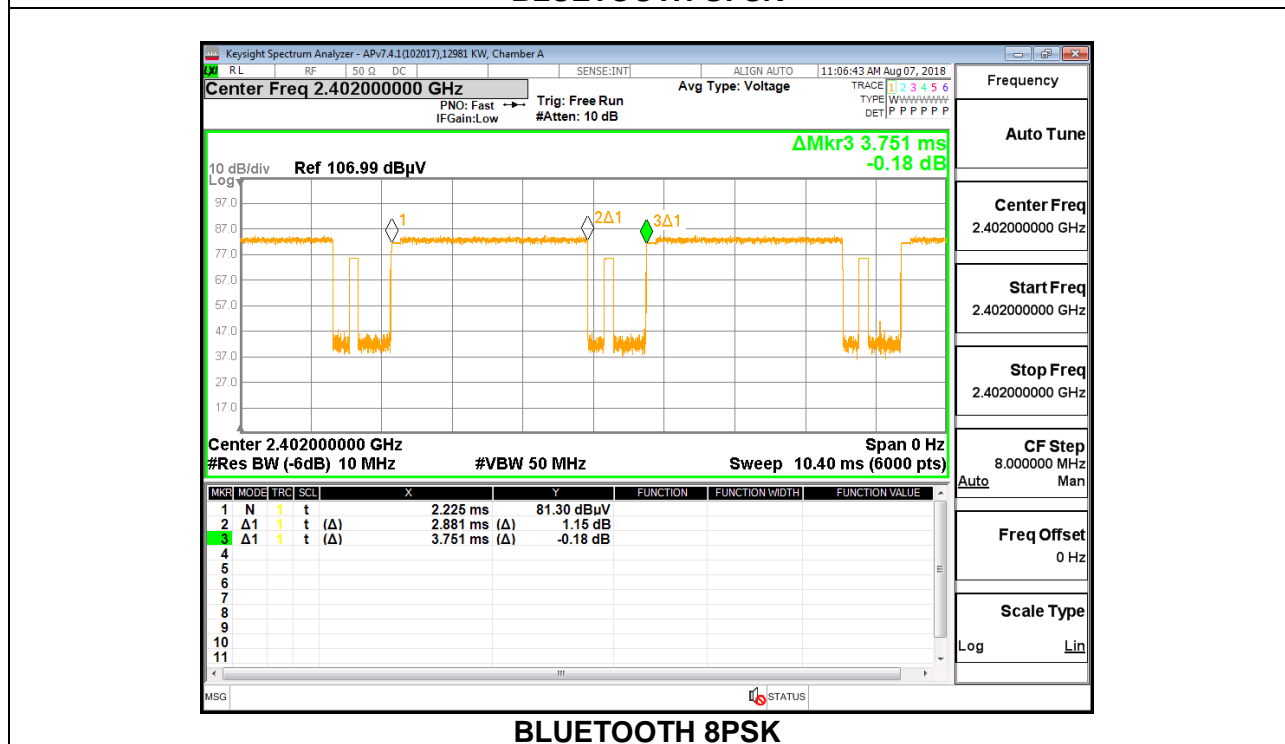 Keysight Spectrum Analyzer - APv7.4.1(102017),12981 KW, Chamber A
LXI RL RF 50 Ω DC SENSE:INT ALIGN AUTO 11:06:43 AM Aug 07, 2018
Center Freq 2.402000000 GHz
PNO: Fast
IFGain:Low
Trig: Free Run
#Atten: 10 dB
Avg Type: Voltage
TRACE 1 2 3 4 5 6
TYPE WWWWWW
DET P P P P P P
ΔMkr3 3.751 ms
-0.18 dB
10 dB/div Ref 106.99 dBµV
Log
97.0
87.0
77.0
67.0
57.0
47.0
37.0
27.0
17.0
1
2Δ1
3Δ1
Center 2.402000000 GHz Span 0 Hz
#Res BW (-6dB) 10 MHz #VBW 50 MHz Sweep 10.40 ms (6000 pts)
MKR MODE TRC SCL X Y FUNCTION FUNCTION WIDTH FUNCTION VALUE
1 N 1 t 2.225 ms 81.30 dBµV
2 Δ1 1 t (Δ) 2.881 ms (Δ) 1.15 dB
3 Δ1 1 t (Δ) 3.751 ms (Δ) -0.18 dB
4
5
6
7
8
9
10
11
MSG STATUS
Frequency
Auto Tune
Center Freq
2.402000000 GHz
Start Freq
2.402000000 GHz
Stop Freq
2.402000000 GHz
CF Step
8.000000 MHz
Auto Man
Freq Offset
0 Hz
Scale Type
Log Lin
BLUETOOTH 8PSK